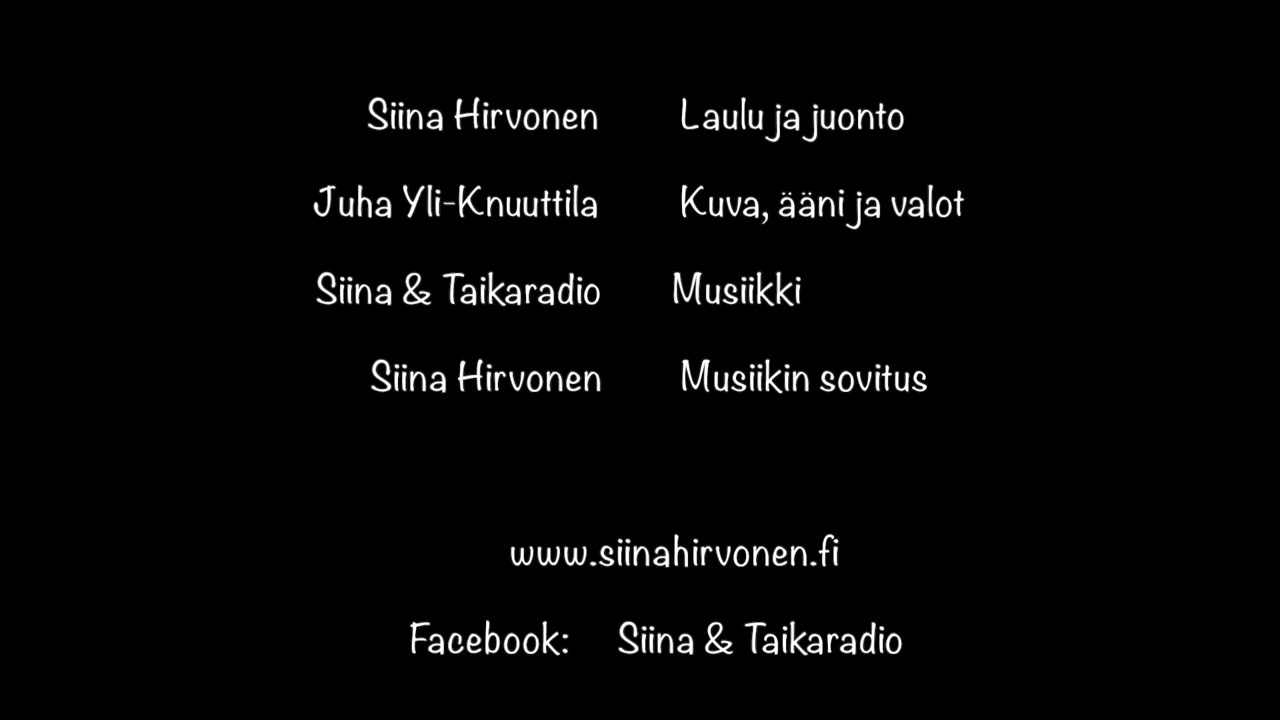 Siina Hirvonen Laulu ja juonto
Juha Yli-Knuuttila Kuva, ääni ja valot
Siina & Taikaradio Musiikki
Siina Hirvonen Musiikin sovitus
www.siinahirvonen.fi
Facebook: Siina & Taikaradio